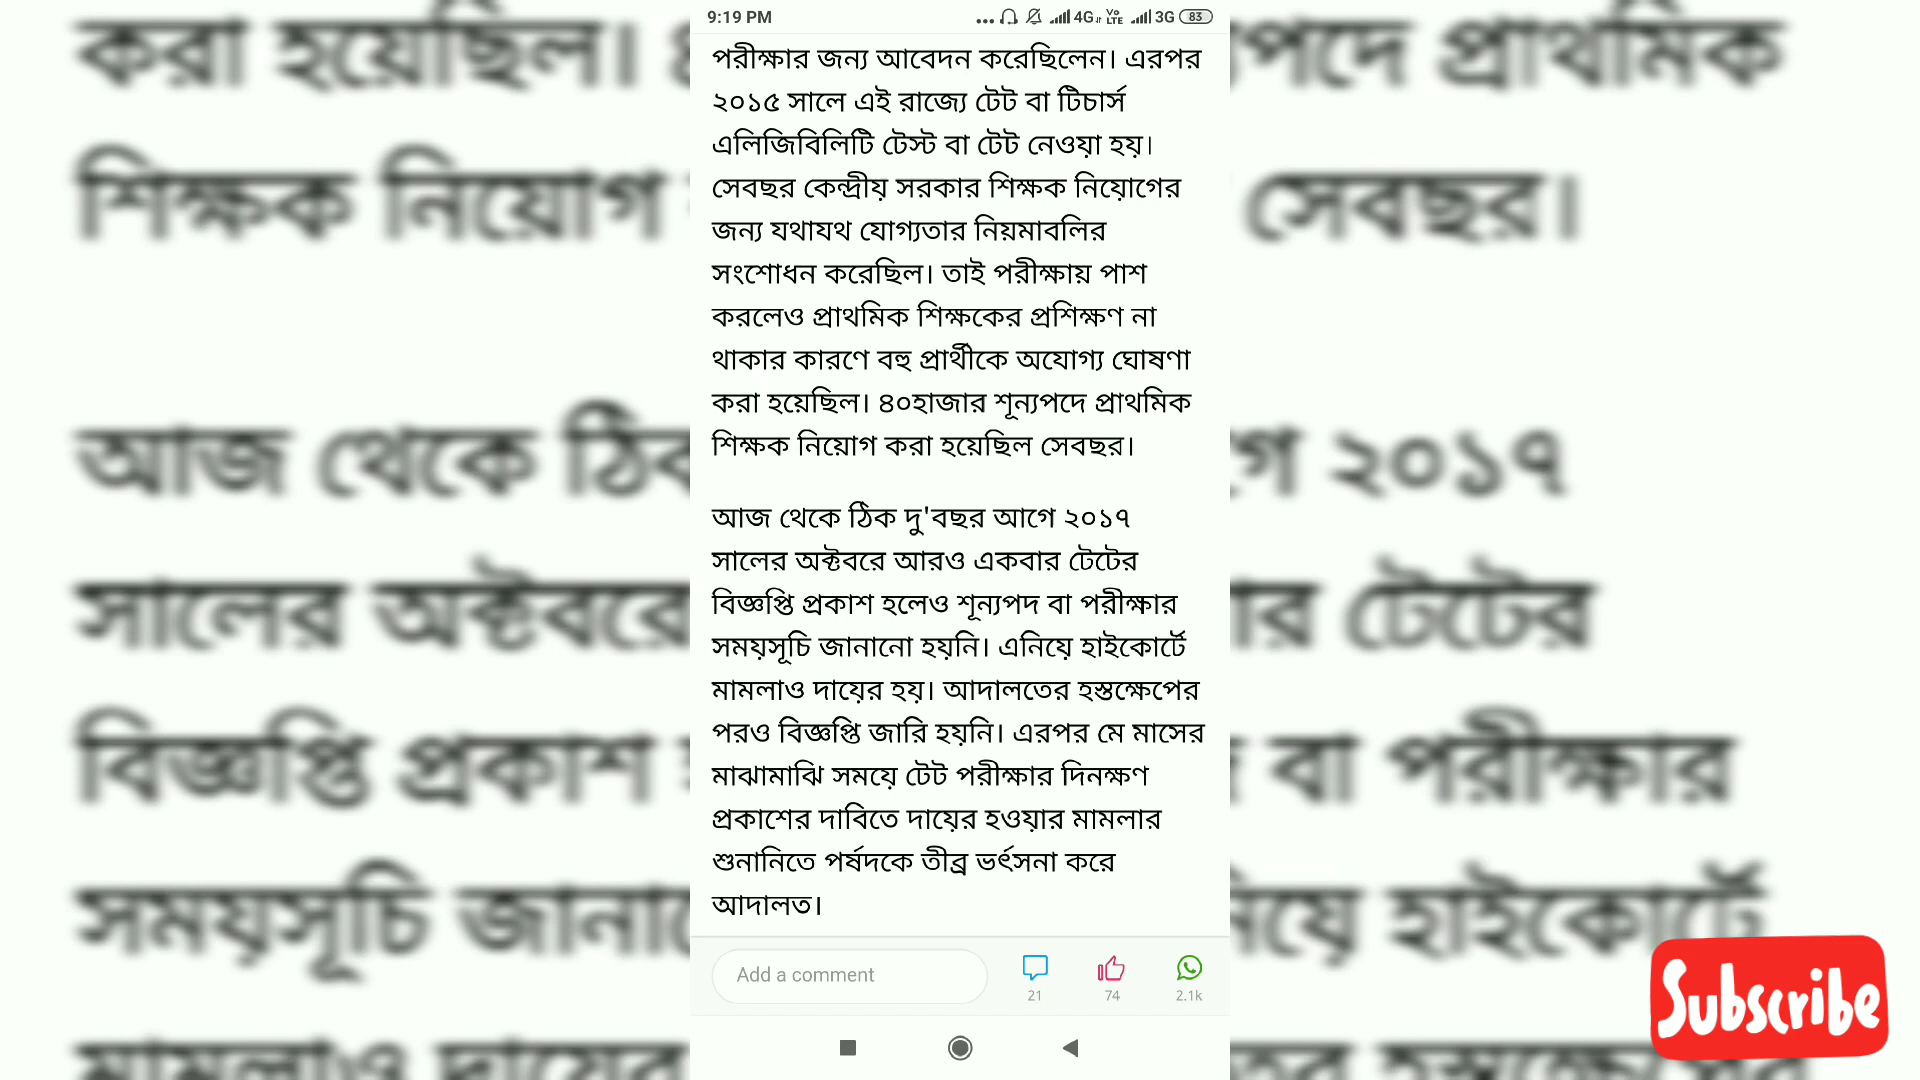 9:19 PM
4G Vo LTE 3G 83
পরীক্ষার জন্য আবেদন করেছিলেন। এরপর
২০১৫ সালে এই রাজ্যে টেট বা টিচার্স
এলিজিবিলিটি টেস্ট বা টেট নেওয়া হয়।
সেবছর কেন্দ্রীয় সরকার শিক্ষক নিয়োগের
জন্য যথাযথ যোগ্যতার নিয়মাবলির
সংশোধন করেছিল। তাই পরীক্ষায় পাশ
করলেও প্রাথমিক শিক্ষকের প্রশিক্ষণ না
থাকার কারণে বহু প্রার্থীকে অযোগ্য ঘোষণা
করা হয়েছিল। ৪০হাজার শূন্যপদে প্রাথমিক
শিক্ষক নিয়োগ করা হয়েছিল সেবছর।
আজ থেকে ঠিক দু'বছর আগে ২০১৭
সালের অক্টবরে আরও একবার টেটের
বিজ্ঞপ্তি প্রকাশ হলেও শূন্যপদ বা পরীক্ষার
সময়সূচি জানানো হয়নি। এনিয়ে হাইকোর্টে
মামলাও দায়ের হয়। আদালতের হস্তক্ষেপের
পরও বিজ্ঞপ্তি জারি হয়নি। এরপর মে মাসের
মাঝামাঝি সময়ে টেট পরীক্ষার দিনক্ষণ
প্রকাশের দাবিতে দায়ের হওয়ার মামলার
শুনানিতে পর্ষদকে তীব্র ভর্ৎসনা করে
আদালত।
Add a comment
21
74
2.1k
Subscribe